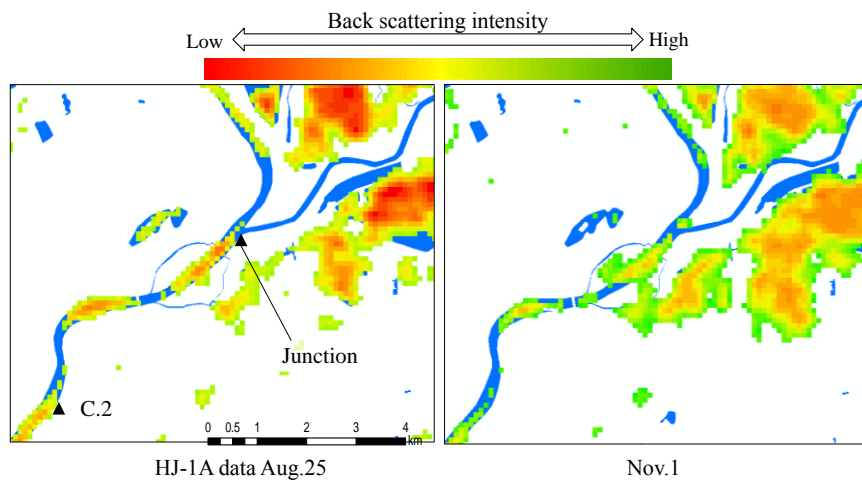 Back scattering intensity
Low High
Junction
C.2
0 0.5 1 2 3 4
km
HJ-1A data Aug.25 Nov.1